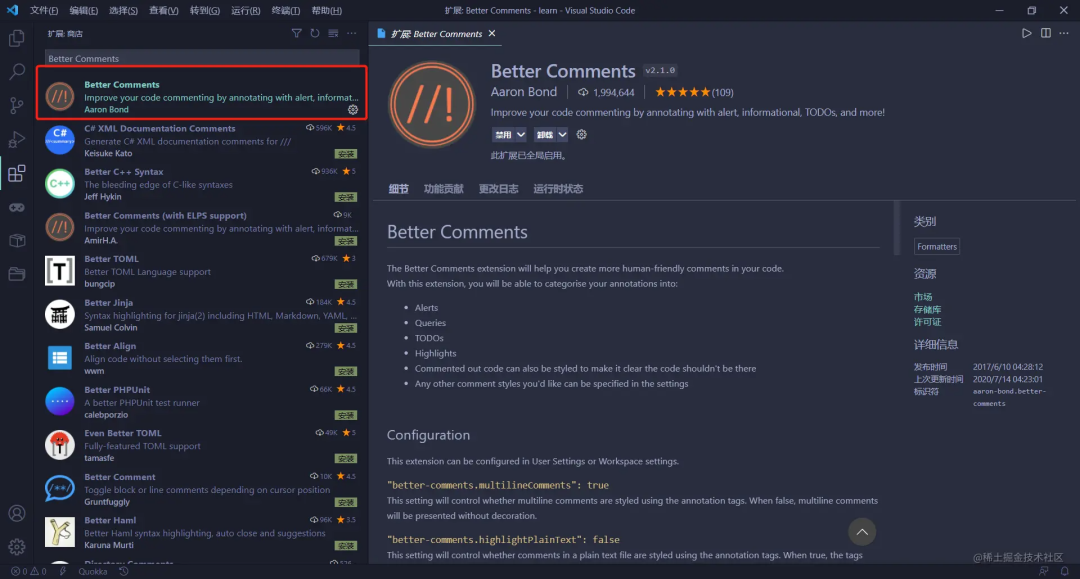 文件(F) 编辑(E) 选择(S) 查看(V) 转到(G) 运行(R) 终端(T) 帮助(H)
扩展: Better Comments - learn - Visual Studio Code
扩展: 商店
Better Comments
Better Comments
Improve your code commenting by annotating with alert, informat...
Aaron Bond
C# XML Documentation Comments 596K 4.5
Generate C# XML documentation comments for ///
Keisuke Kato 安装
Better C++ Syntax 936K 5
The bleeding edge of C-like syntaxes
Jeff Hykin 安装
Better Comments (with ELPS support) 9K
Improve your code commenting by annotating with alert, informat...
AmirH.A. 安装
Better TOML 679K 3
Better TOML Language support
bungcip 安装
Better Jinja 184K 4.5
Syntax highlighting for jinja(2) including HTML, Markdown, YAML, ...
Samuel Colvin 安装
Better Align 279K 4.5
Align code without selecting them first.
wwm 安装
Better PHPUnit 66K 4.5
A better PHPUnit test runner
calebporzio 安装
Even Better TOML 49K 5
Fully-featured TOML support
tamasfe 安装
Better Comment 10K 4.5
Toggle block or line comments depending on cursor position
Gruntfuggly 安装
Better Haml 96K 3.5
Better Haml syntax highlighting, auto close and suggestions
Karuna Murti 安装
Directory Comments
0 0 Quokka
扩展: Better Comments
//!
Better Comments v2.1.0
Aaron Bond 1,994,644 (109)
Improve your code commenting by annotating with alert, informational, TODOs, and more!
禁用 卸载
此扩展已全局启用。
细节 功能贡献 更改日志 运行时状态
Better Comments
The Better Comments extension will help you create more human-friendly comments in your code.
With this extension, you will be able to categorise your annotations into:
Alerts
Queries
TODOs
Highlights
Commented out code can also be styled to make it clear the code shouldn't be there
Any other comment styles you'd like can be specified in the settings
Configuration
This extension can be configured in User Settings or Workspace settings.
"better-comments.multilineComments": true
This setting will control whether multiline comments are styled using the annotation tags. When false, multiline comments
will be presented without decoration.
"better-comments.highlightPlainText": false
This setting will control whether comments in a plain text file are styled using the annotation tags. When true, the tags
类别
Formatters
资源
市场
存储库
许可证
详细信息
发布时间 2017/6/10 04:28:12
上次更新时间 2020/7/14 04:23:01
标识符 aaron-bond.better-
comments
@稀土掘金技术社区